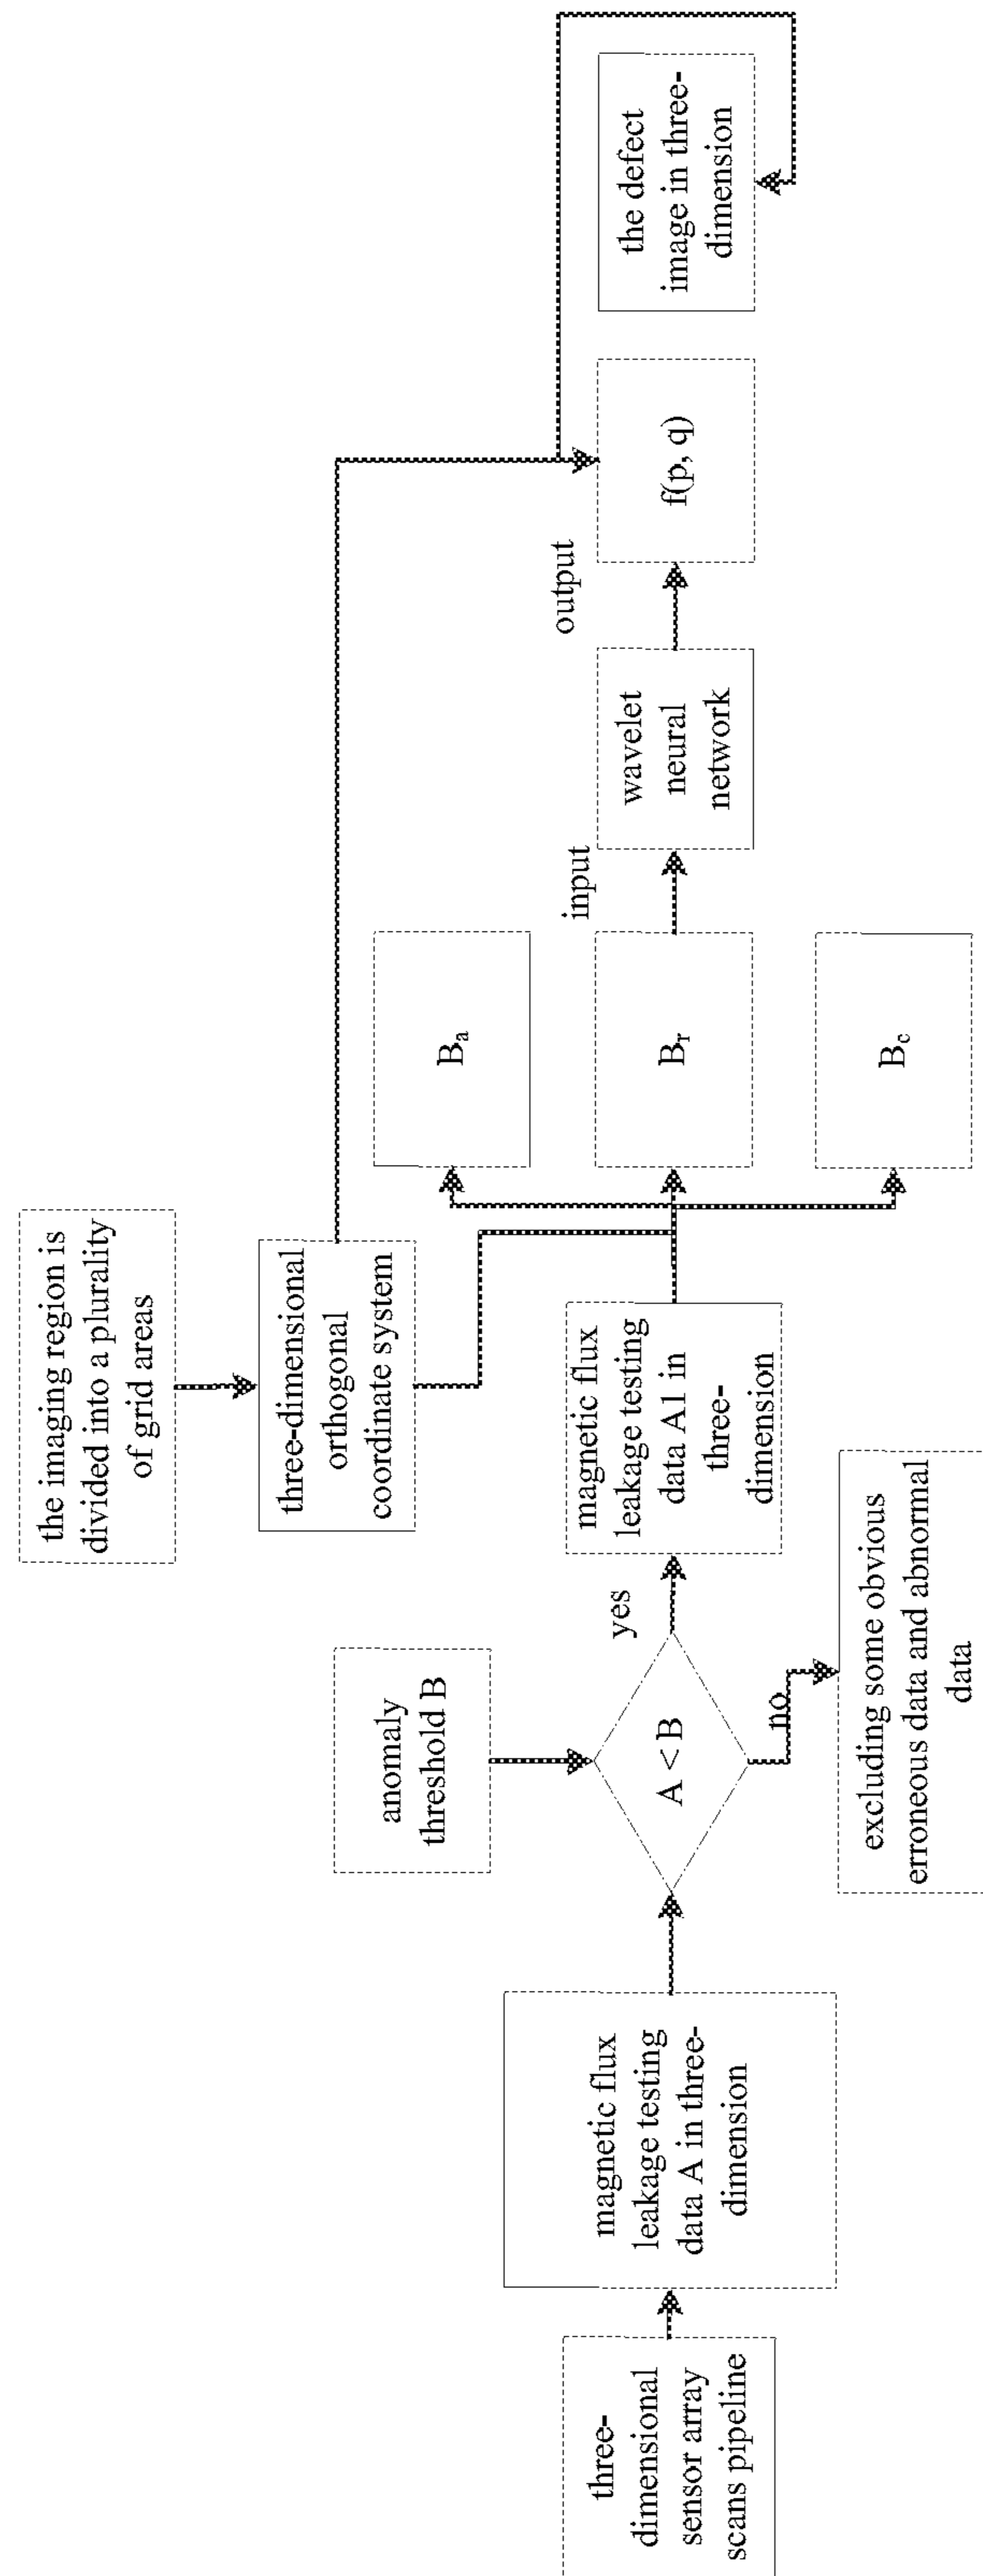 three-
dimensional
sensor array
scans pipeline
magnetic flux
leakage testing
data A in three-
dimension
anomaly
threshold B
A < B
yes
no
excluding some obvious
erroneous data and abnormal
data
magnetic flux
leakage testing
data A1 in
three-
dimension
the imaging region is
divided into a plurality
of grid areas
three-dimensional
orthogonal
coordinate system
Ba
Br
Bc
input
wavelet
neural
network
output
f(p, q)
the defect
image in three-
dimension